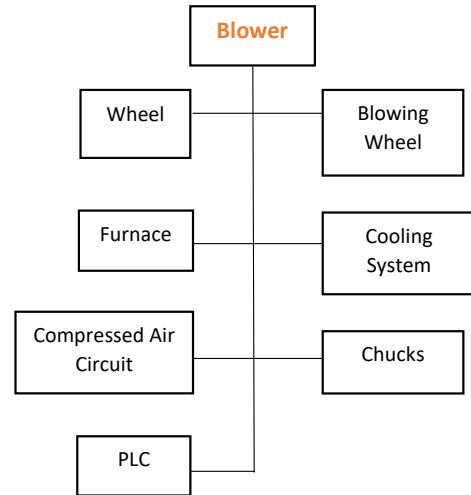 Blower
Wheel
Blowing
Wheel
Furnace
Cooling
System
Compressed Air
Circuit
Chucks
PLC